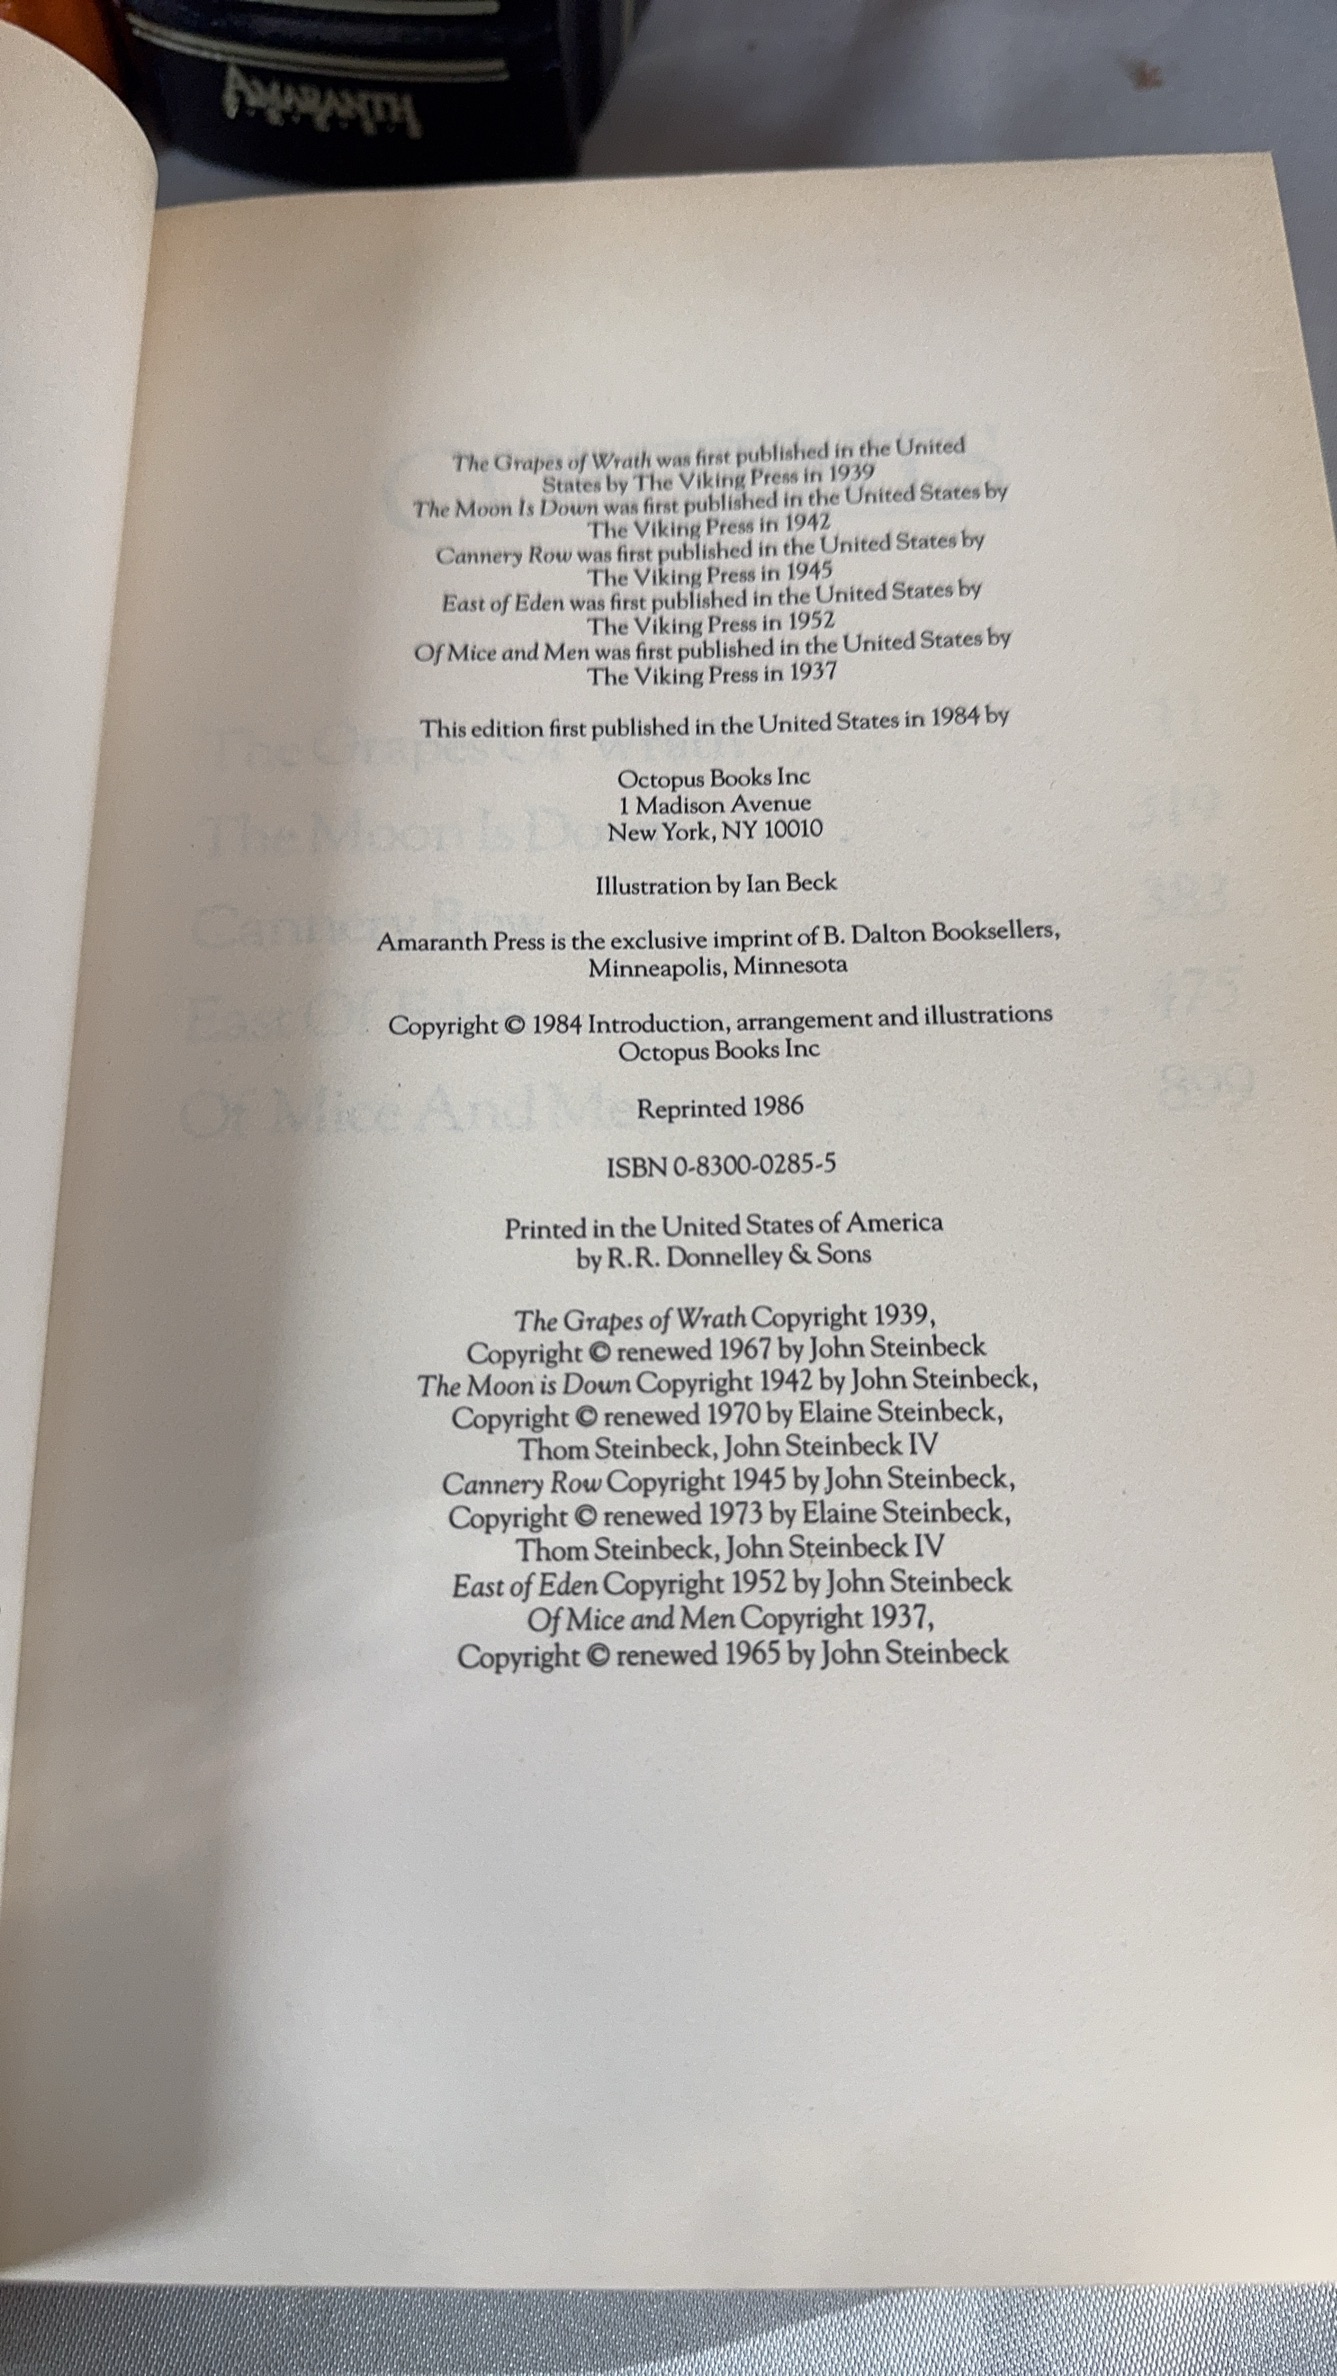 The Grapes of Wrath was first published in the United
States by The Viking Press in 1939
The Moon Is Down was first published in the United States by
The Viking Press in 1942
Cannery Row was first published in the United States by
The Viking Press in 1945
East of Eden was first published in the United States by
The Viking Press in 1952
Of Mice and Men was first published in the United States by
The Viking Press in 1937
This edition first published in the United States in 1984 by
Octopus Books Inc
1 Madison Avenue
New York, NY 10010
Illustration by Ian Beck
Amaranth Press is the exclusive imprint of B. Dalton Booksellers,
Minneapolis, Minnesota
Copyright © 1984 Introduction, arrangement and illustrations
Octopus Books Inc
Reprinted 1986
ISBN 0-8300-0285-5
Printed in the United States of America
by R.R. Donnelley & Sons
The Grapes of Wrath Copyright 1939,
Copyright © renewed 1967 by John Steinbeck
The Moon is Down Copyright 1942 by John Steinbeck,
Copyright © renewed 1970 by Elaine Steinbeck,
Thom Steinbeck, John Steinbeck IV
Cannery Row Copyright 1945 by John Steinbeck,
Copyright © renewed 1973 by Elaine Steinbeck,
Thom Steinbeck, John Steinbeck IV
East of Eden Copyright 1952 by John Steinbeck
Of Mice and Men Copyright 1937,
Copyright © renewed 1965 by John Steinbeck